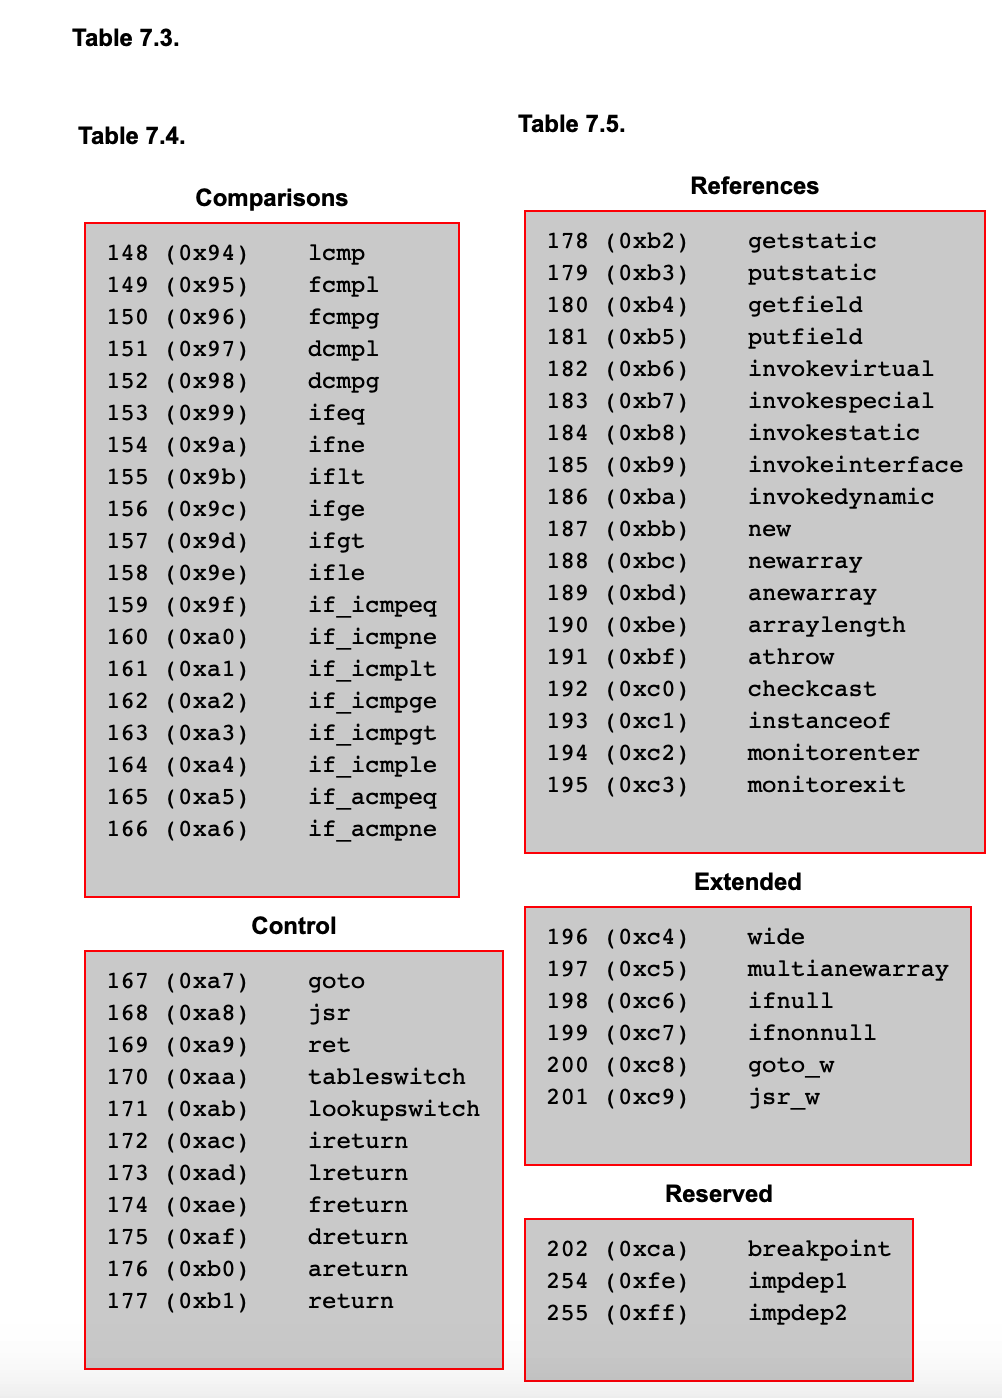 Table 7.3.
Table 7.4.
Comparisons
148 (0x94) lcmp
149 (0x95) fcmpl
150 (0x96) fcmpg
151 (0x97) dcmpl
152 (0x98) dcmpg
153 (0x99) ifeq
154 (0x9a) ifne
155 (0x9b) iflt
156 (0x9c) ifge
157 (0x9d) ifgt
158 (0x9e) ifle
159 (0x9f) if_icmpeq
160 (0xa0) if_icmpne
161 (0xa1) if_icmplt
162 (0xa2) if_icmpge
163 (0xa3) if_icmpgt
164 (0xa4) if_icmple
165 (0xa5) if_acmpeq
166 (0xa6) if_acmpne
Control
167 (0xa7) goto
168 (0xa8) jsr
169 (0xa9) ret
170 (0xaa) tableswitch
171 (0xab) lookupswitch
172 (0xac) ireturn
173 (0xad) lreturn
174 (0xae) freturn
175 (0xaf) dreturn
176 (0xb0) areturn
177 (0xb1) return
Table 7.5.
References
178 (0xb2) getstatic
179 (0xb3) putstatic
180 (0xb4) getfield
181 (0xb5) putfield
182 (0xb6) invokevirtual
183 (0xb7) invokespecial
184 (0xb8) invokestatic
185 (0xb9) invokeinterface
186 (0xba) invokedynamic
187 (0xbb) new
188 (0xbc) newarray
189 (0xbd) anewarray
190 (0xbe) arraylength
191 (0xbf) athrow
192 (0xc0) checkcast
193 (0xc1) instanceof
194 (0xc2) monitorenter
195 (0xc3) monitorexit
Extended
196 (0xc4) wide
197 (0xc5) multianewarray
198 (0xc6) ifnull
199 (0xc7) ifnonnull
200 (0xc8) goto_w
201 (0xc9) jsr_w
Reserved
202 (0xca) breakpoint
254 (0xfe) impdep1
255 (0xff) impdep2